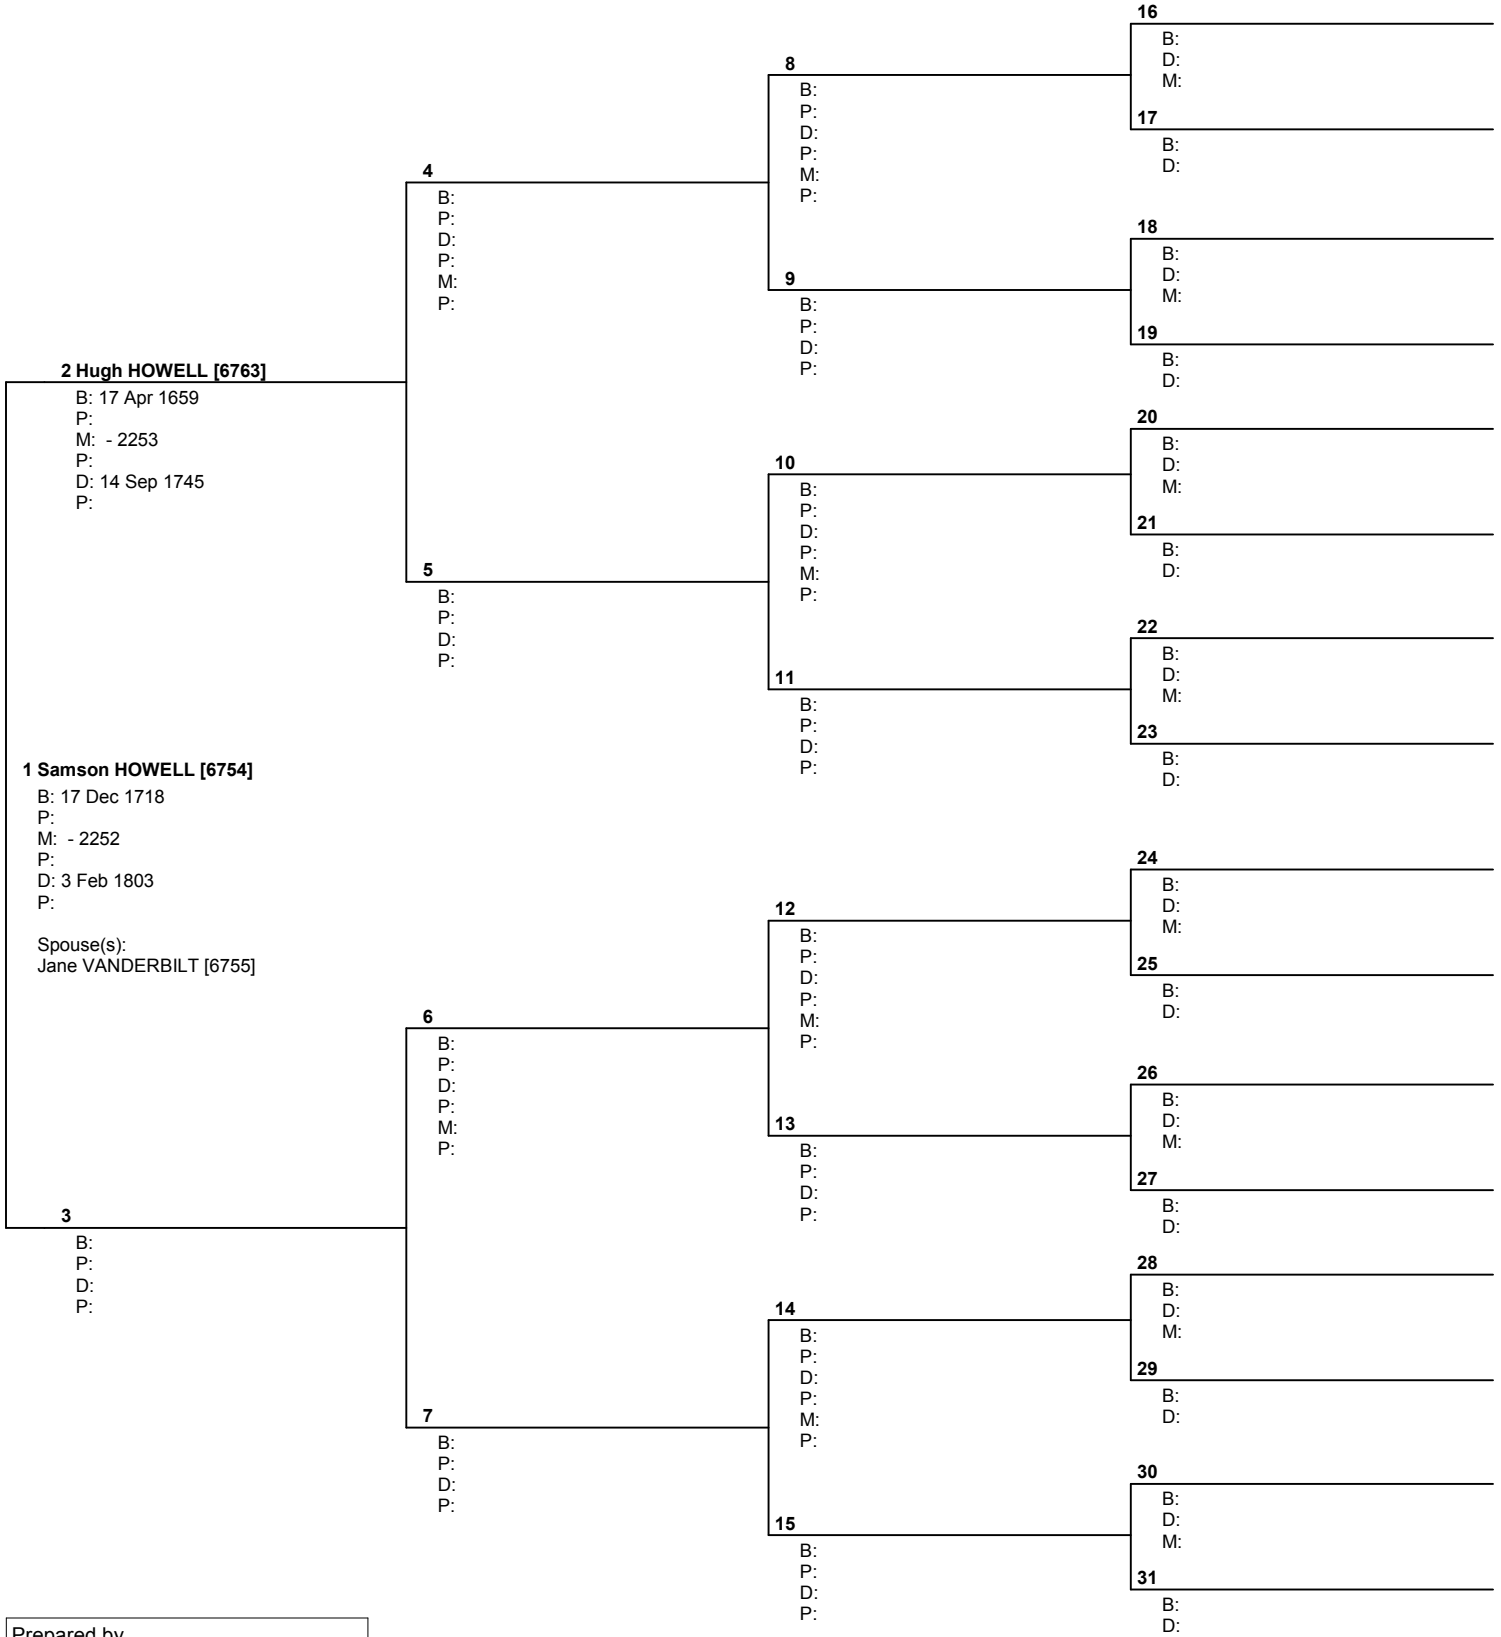 16
B:
D:
M:
8
B:
P:
D:
P:
M:
P:
17
B:
D:
4
B:
P:
D:
P:
M:
P:
18
B:
D:
M:
9
B:
P:
D:
P:
19
B:
D:
2 Hugh HOWELL [6763]
B: 17 Apr 1659
P:
M:  - 2253
P:
D: 14 Sep 1745
P:
20
B:
D:
M:
10
B:
P:
D:
P:
M:
P:
21
B:
D:
5
B:
P:
D:
P:
22
B:
D:
M:
11
B:
P:
D:
P:
23
B:
D:
1 Samson HOWELL [6754]
B: 17 Dec 1718
P:
M:  - 2252
P:
D: 3 Feb 1803
P:
Spouse(s):
Jane VANDERBILT [6755]
24
B:
D:
M:
12
B:
P:
D:
P:
M:
P:
25
B:
D:
6
B:
P:
D:
P:
M:
P:
26
B:
D:
M:
13
B:
P:
D:
P:
27
B:
D:
3
B:
P:
D:
P:
28
B:
D:
M:
14
B:
P:
D:
P:
M:
P:
29
B:
D:
7
B:
P:
D:
P:
30
B:
D:
M:
15
B:
P:
D:
P:
31
B:
D:
Prepared by